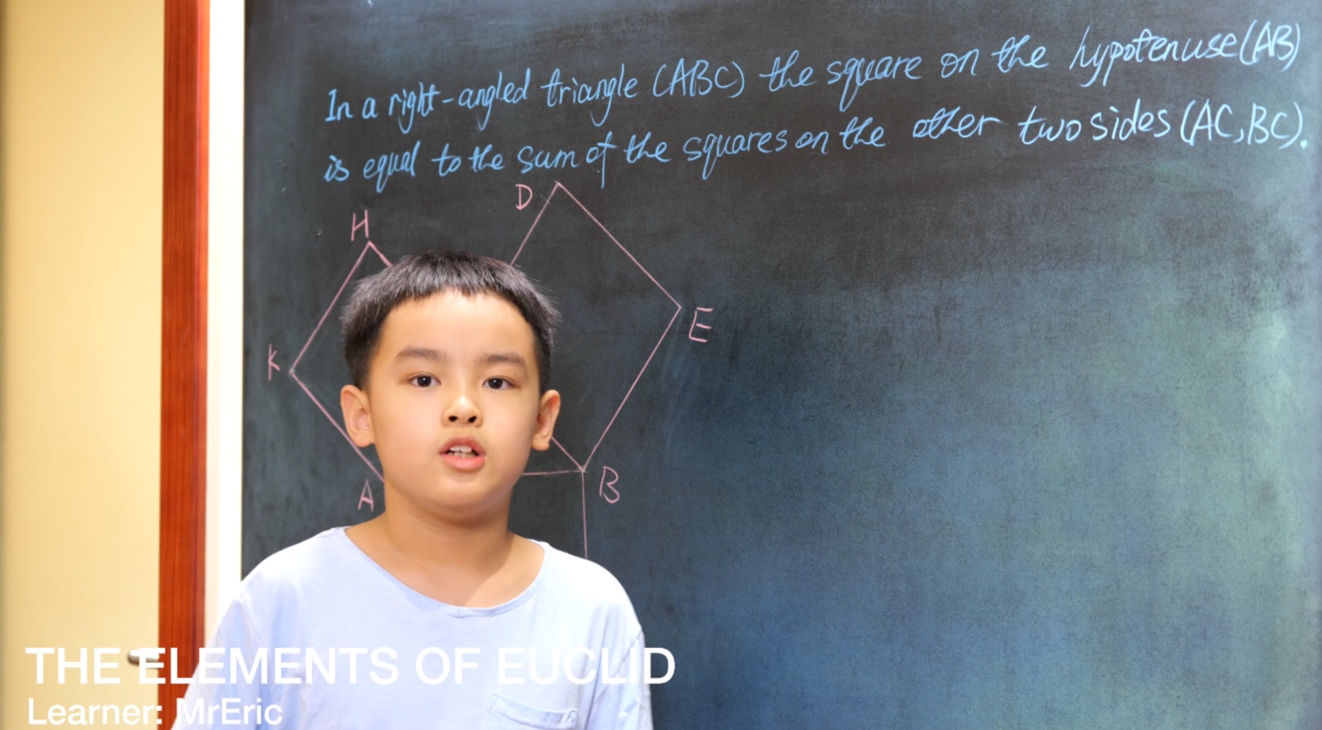 In a right-angled triangle (ABC) the square on the hypotenuse (AB)
is equal to the sum of the squares on the other two sides (AC,BC).
D
H
E
K
A
B
THE ELEMENTS OF EUCLID
Learner: MrEric